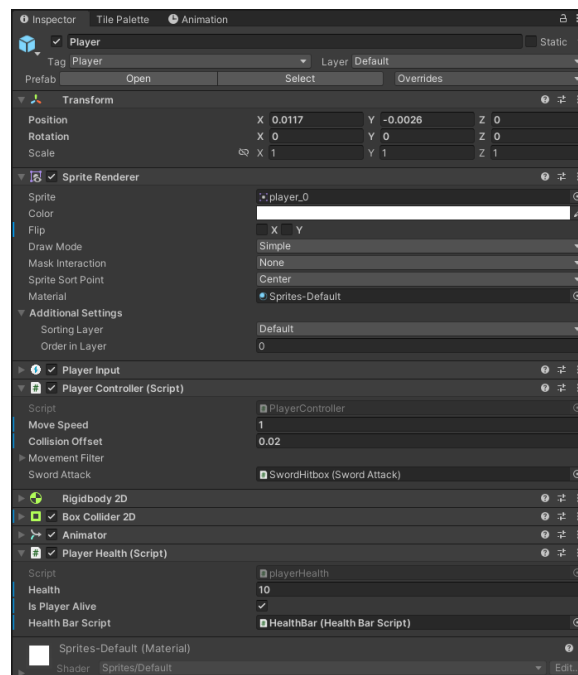 Inspector Tile Palette Animation
Player Static
Tag Player Layer Default
Prefab Open Select Overrides
Transform
Position X 0.0117 Y -0.0026 Z 0
Rotation X 0 Y 0 Z 0
Scale X 1 Y 1 Z 1
Sprite Renderer
Sprite player_0
Color
Flip X Y
Draw Mode Simple
Mask Interaction None
Sprite Sort Point Center
Material Sprites-Default
Additional Settings
Sorting Layer Default
Order in Layer 0
Player Input
# Player Controller (Script)
Script # PlayerController
Move Speed 1
Collision Offset 0.02
Movement Filter
Sword Attack # SwordHitbox (Sword Attack)
Rigidbody 2D
Box Collider 2D
Animator
# Player Health (Script)
Script # playerHealth
Health 10
Is Player Alive
Health Bar Script # HealthBar (Health Bar Script)
Sprites-Default (Material)
Shader Sprites/Default Edit...